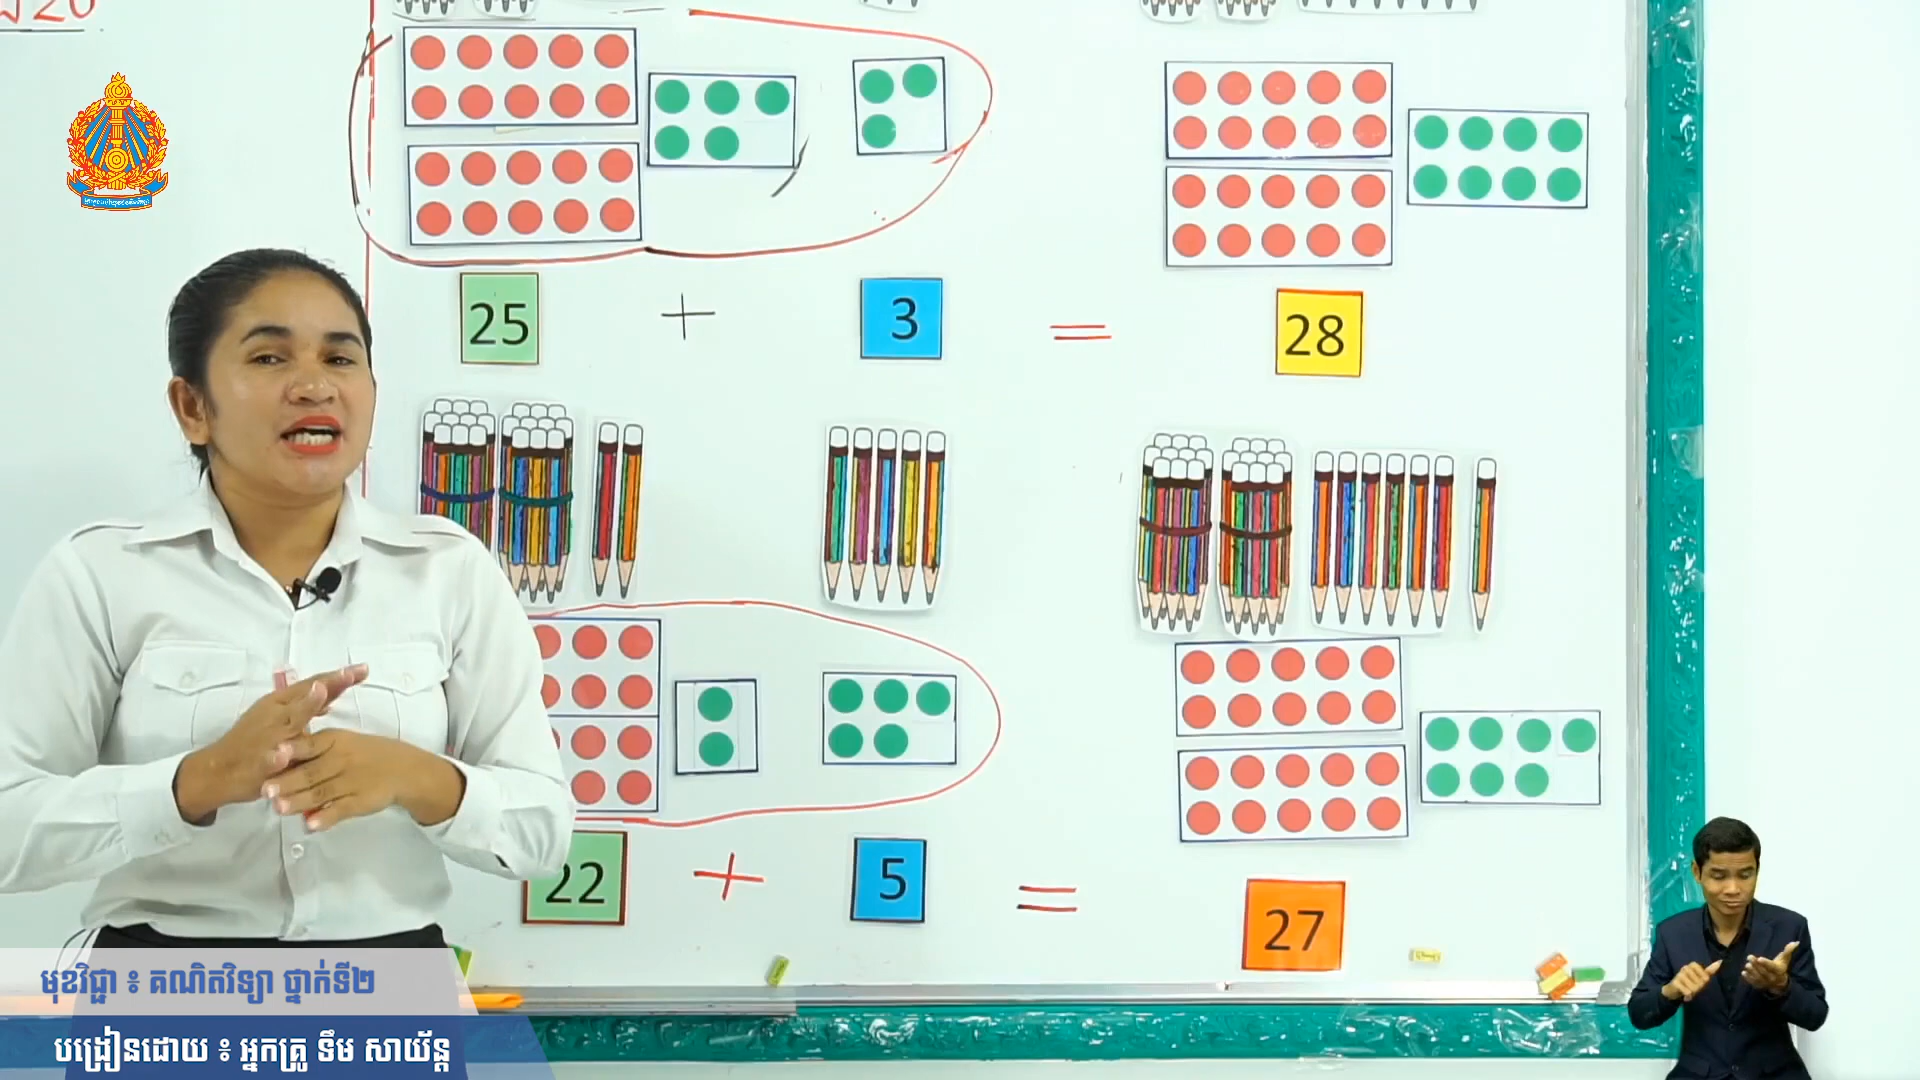 25 + 3 = 28
22 + 5 = 27
មុខវិជ្ជា ៖ គណិតវិទ្យា ថ្នាក់ទី២
បង្រៀនដោយ ៖ អ្នកគ្រូ ទឹម សាយ័ន្ត